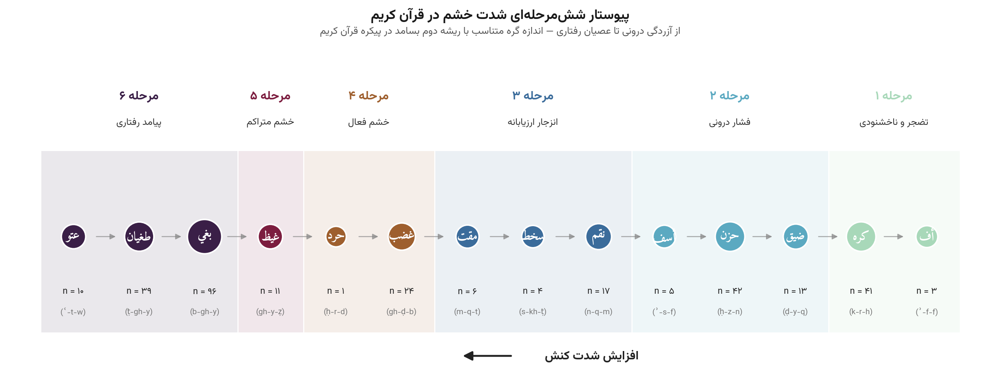 پیوستار شش‌مرحله‌ای شدت خشم در قرآن کریم
از آزردگی درونی تا عصیان رفتاری — اندازه گره متناسب با ریشه دوم بسامد در پیکره قرآن کریم
مرحله ۱
مرحله ۲
مرحله ۳
مرحله ۴
مرحله ۵
مرحله ۶
تضجر و ناخشنودی
فشار درونی
انزجار ارزیابانه
خشم فعال
خشم متراکم
پیامد رفتاری
أف
کره
ضیق
حزن
أسف
نقم
سخط
مقت
غضب
حرد
غیظ
بغي
طغیان
عتو
n = ۳
n = ۴۱
n = ۱۳
n = ۴۲
n = ۵
n = ۱۷
n = ۴
n = ۶
n = ۲۴
n = ۱
n = ۱۱
n = ۹۶
n = ۳۹
n = ۱۰
(ʾ-f-f)
(k-r-h)
(ḍ-y-q)
(ḥ-z-n)
(ʾ-s-f)
(n-q-m)
(s-kh-ṭ)
(m-q-t)
(gh-ḍ-b)
(ḥ-r-d)
(gh-y-ẓ)
(b-gh-y)
(ṭ-gh-y)
(ʿ-t-w)
افزایش شدت کنش